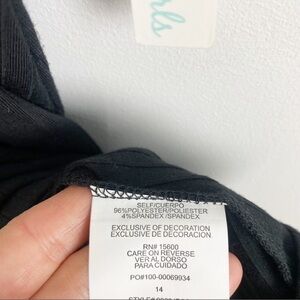 rls
SELF/CUERPO
96%POLYESTER/POLIESTER
4%SPANDEX /SPANDEX
EXCLUSIVE OF DECORATION
EXCLUSIVE DE DECORACION
RN# 15600
CARE ON REVERSE
VER AL DORSO
PARA CUIDADO
PO#100-00069934
14